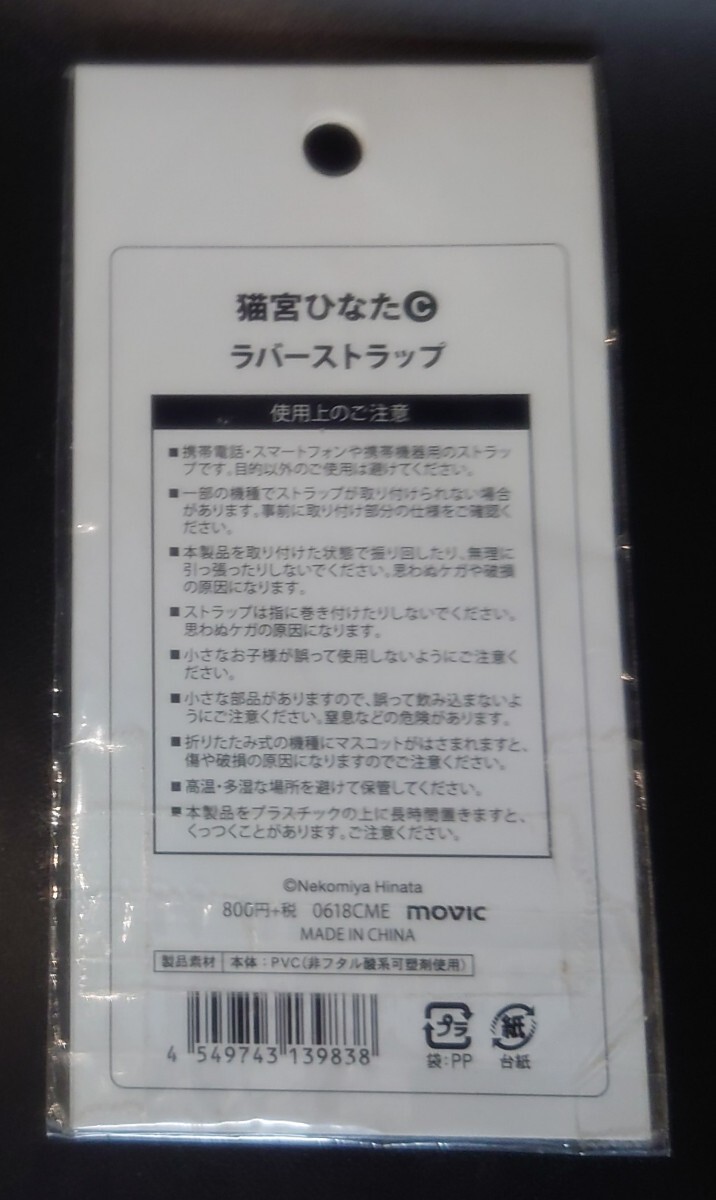 猫宮ひなたⒸ
ラバーストラップ
使用上のご注意
■携帯電話・スマートフォンや携帯機器用のストラッ
プです。目的以外のご使用は避けてください。
■一部の機種でストラップが取り付けられない場合
があります。事前に取り付け部分の仕様をご確認く
ださい。
■本製品を取り付けた状態で振り回したり、無理に
引っ張ったりしないでください。思わぬケガや破損
の原因になります。
■ストラップは指に巻き付けたりしないでください。
思わぬケガの原因になります。
■小さなお子様が誤って使用しないようにご注意く
ださい。
■小さな部品がありますので、誤って飲み込まないよ
うにご注意ください。窒息などの危険があります。
■折りたたみ式の機種にマスコットがはさまれますと、
傷や破損の原因になりますのでご注意ください。
■高温・多湿な場所を避けて保管してください。
■本製品をプラスチックの上に長時間置きますと、
くっつくことがあります。ご注意ください。
©Nekomiya Hinata
800円+税 0618CME movic
MADE IN CHINA
製品素材 本体：PVC(非フタル酸系可塑剤使用)
4 549743 139838
プラ 紙
袋：PP 台紙